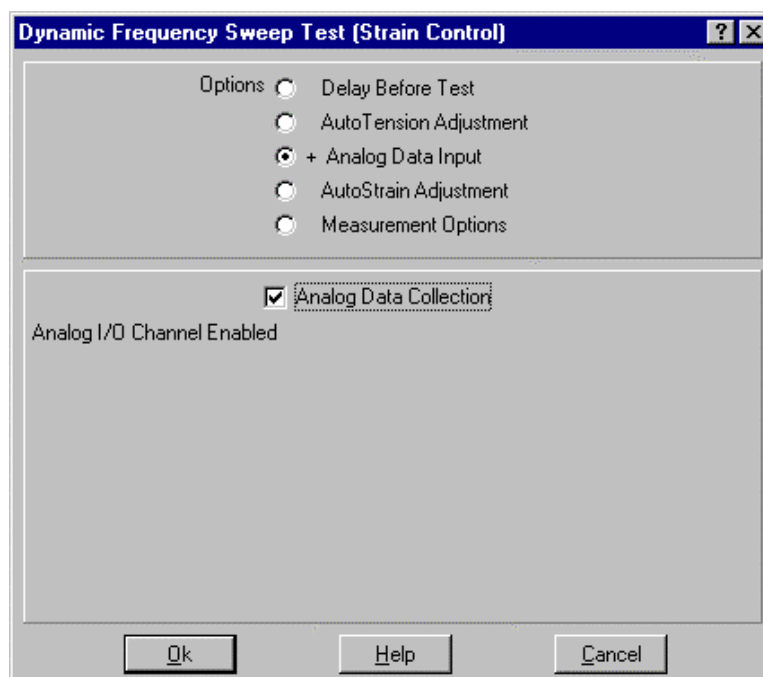 Dynamic Frequency Sweep Test (Strain Control)
Options Delay Before Test
AutoTension Adjustment
+ Analog Data Input
AutoStrain Adjustment
Measurement Options
Analog Data Collection
Analog I/O Channel Enabled
Ok Help Cancel